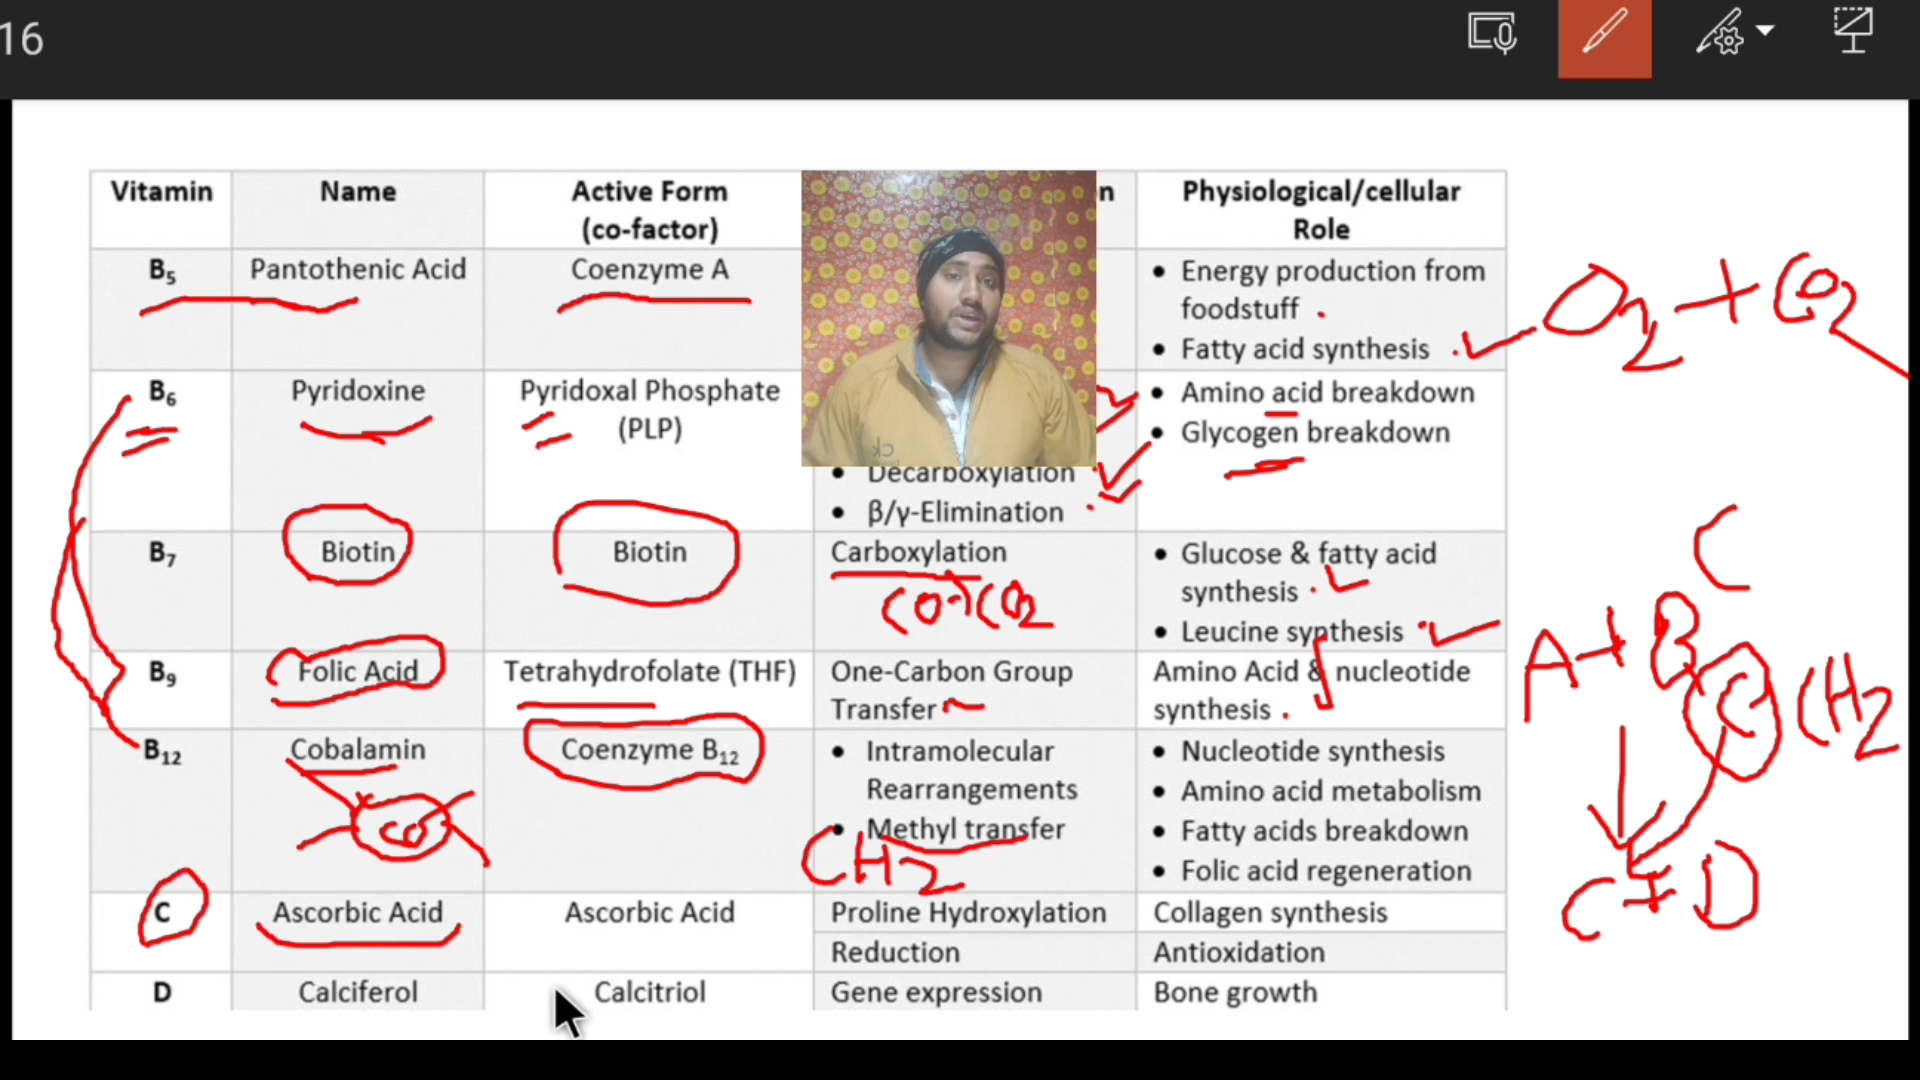 16
Vitamin Name Active Form Physiological/cellular
(co-factor) Role
B5 Pantothenic Acid Coenzyme A • Energy production from
foodstuff
• Fatty acid synthesis
O2 + CO2
B6 Pyridoxine Pyridoxal Phosphate • Amino acid breakdown
(PLP) • Glycogen breakdown
• Decarboxylation
• β/γ-Elimination
B7 Biotin Biotin Carboxylation • Glucose & fatty acid
synthesis
• Leucine synthesis
CO2
B9 Folic Acid Tetrahydrofolate (THF) One-Carbon Group Amino Acid & nucleotide
Transfer synthesis
A + B C CH2
B12 Cobalamin Coenzyme B12 • Intramolecular • Nucleotide synthesis
Rearrangements • Amino acid metabolism
• Methyl transfer • Fatty acids breakdown
• Folic acid regeneration
CO
CH2
C + D
C Ascorbic Acid Ascorbic Acid Proline Hydroxylation Collagen synthesis
Reduction Antioxidation
D Calciferol Calcitriol Gene expression Bone growth